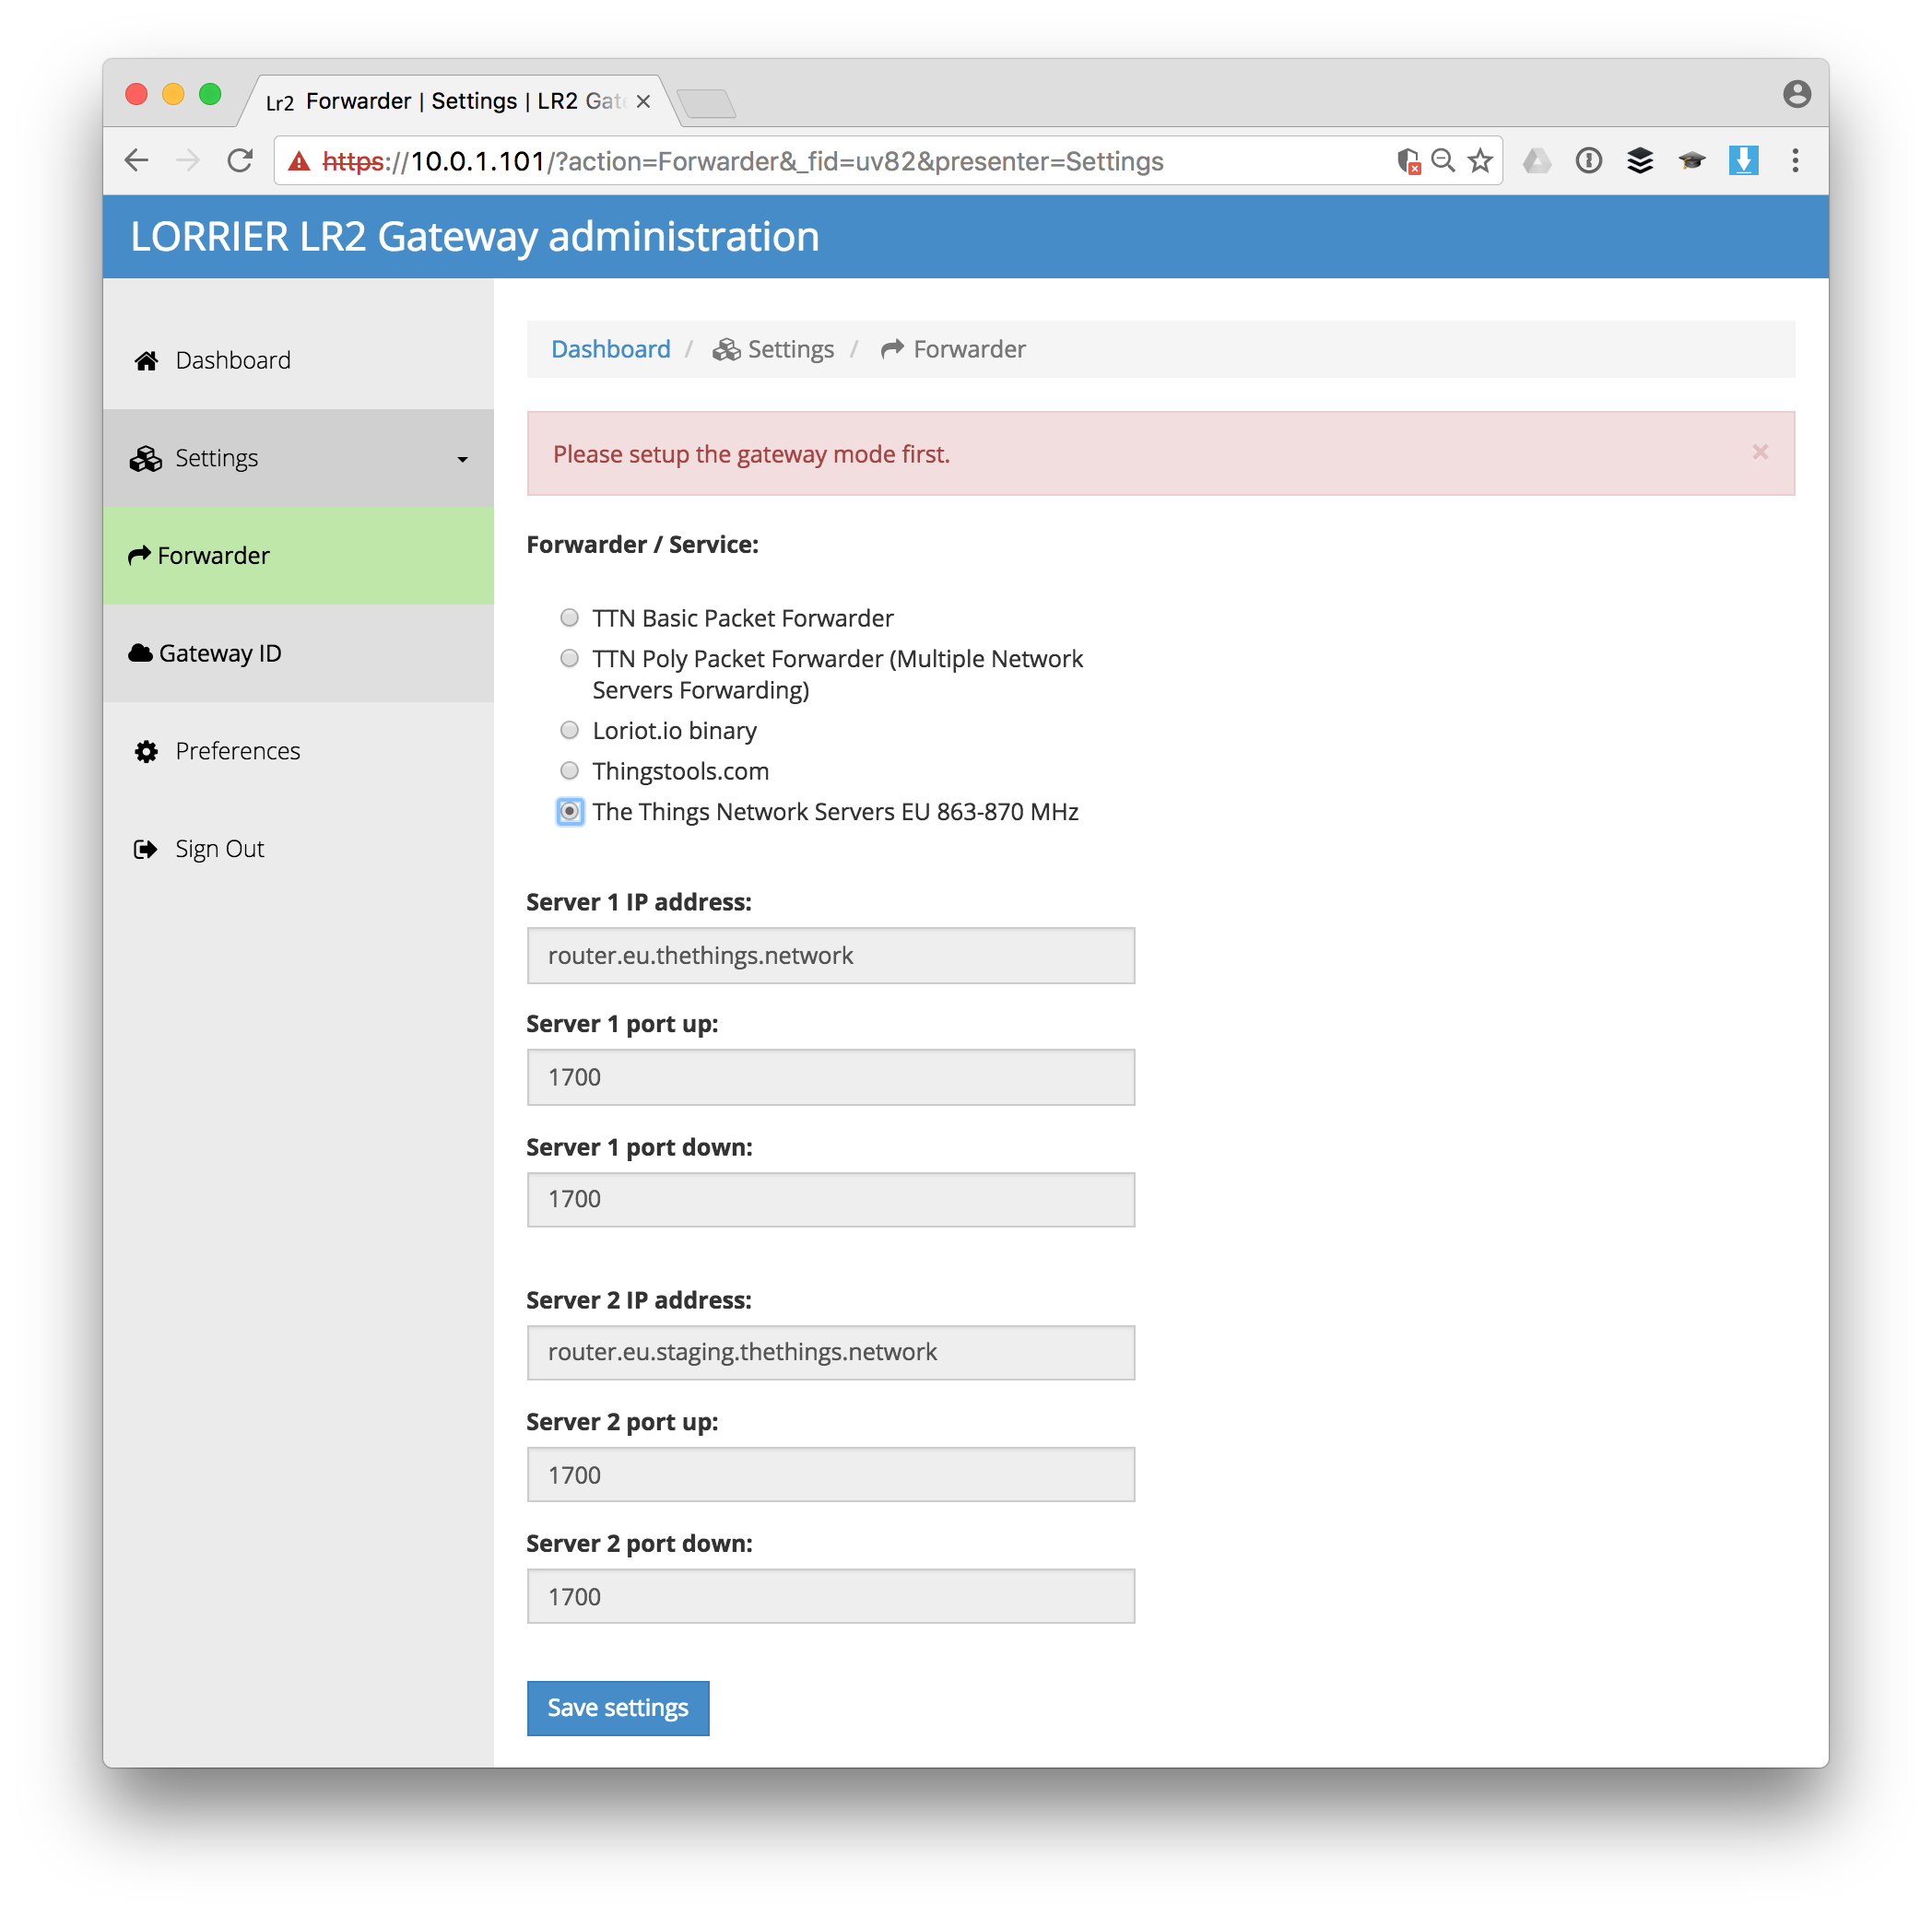 Lr2 Forwarder | Settings | LR2 Gat
https://10.0.1.101/?action=Forwarder&_fid=uv82&presenter=Settings
LORRIER LR2 Gateway administration
Dashboard
Settings
Forwarder
Gateway ID
Preferences
Sign Out
Dashboard / Settings / Forwarder
Please setup the gateway mode first.
Forwarder / Service:
TTN Basic Packet Forwarder
TTN Poly Packet Forwarder (Multiple Network
Servers Forwarding)
Loriot.io binary
Thingstools.com
The Things Network Servers EU 863-870 MHz
Server 1 IP address:
router.eu.thethings.network
Server 1 port up:
1700
Server 1 port down:
1700
Server 2 IP address:
router.eu.staging.thethings.network
Server 2 port up:
1700
Server 2 port down:
1700
Save settings